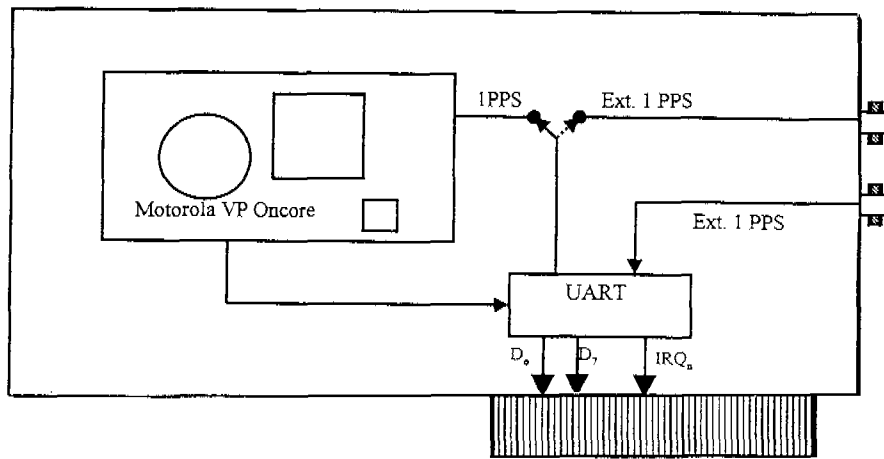 1PPS
Ext. 1 PPS
Motorola VP Oncore
Ext. 1 PPS
UART
D₀
D₇
IRQₙ